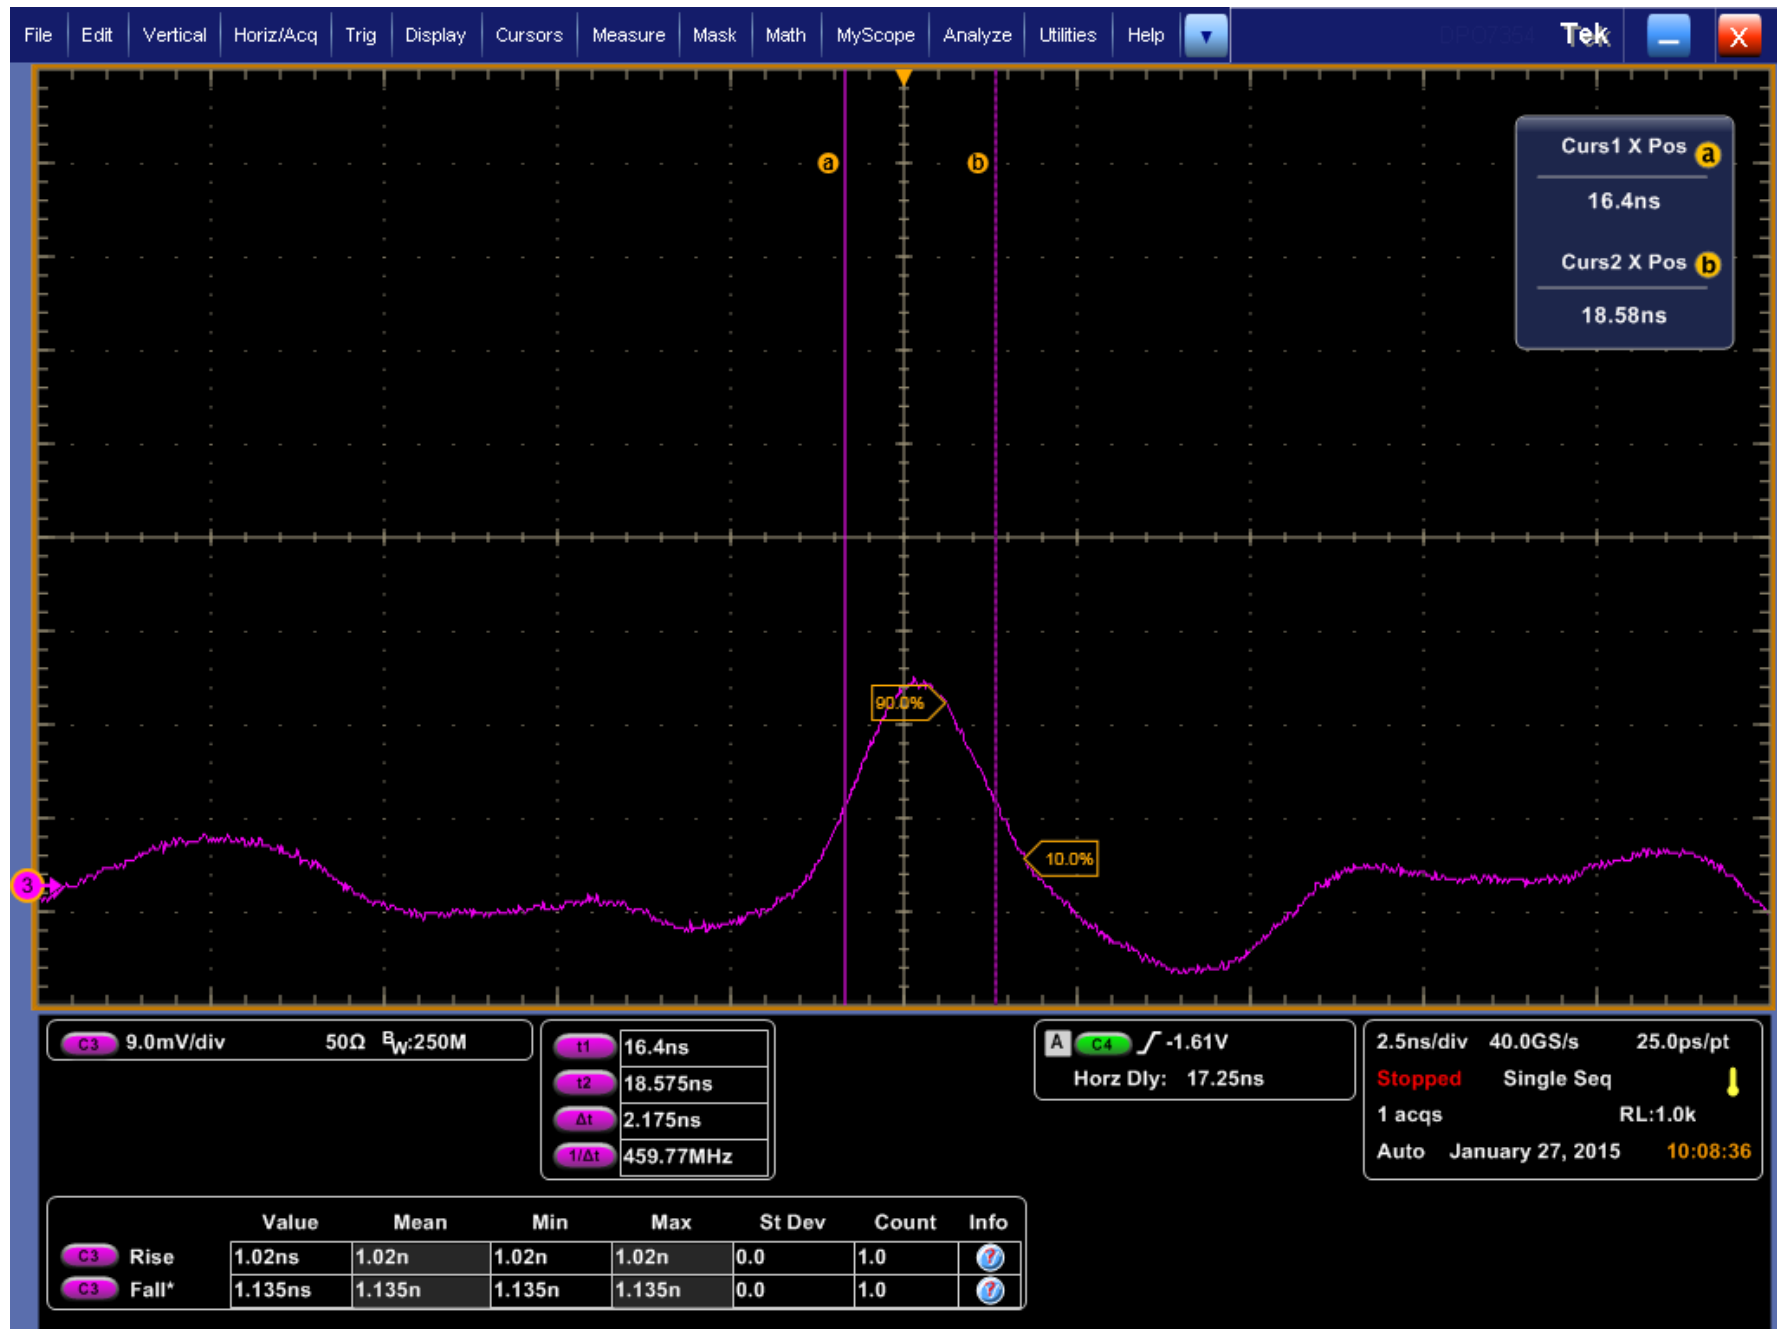 File Edit Vertical Horiz/Acq Trig Display Cursors Measure Mask Math MyScope Analyze Utilities Help ▼ Tek X
a b
Curs1 X Pos a
16.4ns
Curs2 X Pos b
18.58ns
90.0%
10.0%
3
C3 9.0mV/div 50Ω BW:250M
t1 16.4ns
t2 18.575ns
Δt 2.175ns
1/Δt 459.77MHz
A C4 -1.61V
Horz Dly: 17.25ns
2.5ns/div 40.0GS/s 25.0ps/pt
Stopped Single Seq
1 acqs RL:1.0k
Auto January 27, 2015 10:08:36
Value Mean Min Max St Dev Count Info
C3 Rise 1.02ns 1.02n 1.02n 1.02n 0.0 1.0 ?
C3 Fall* 1.135ns 1.135n 1.135n 1.135n 0.0 1.0 ?